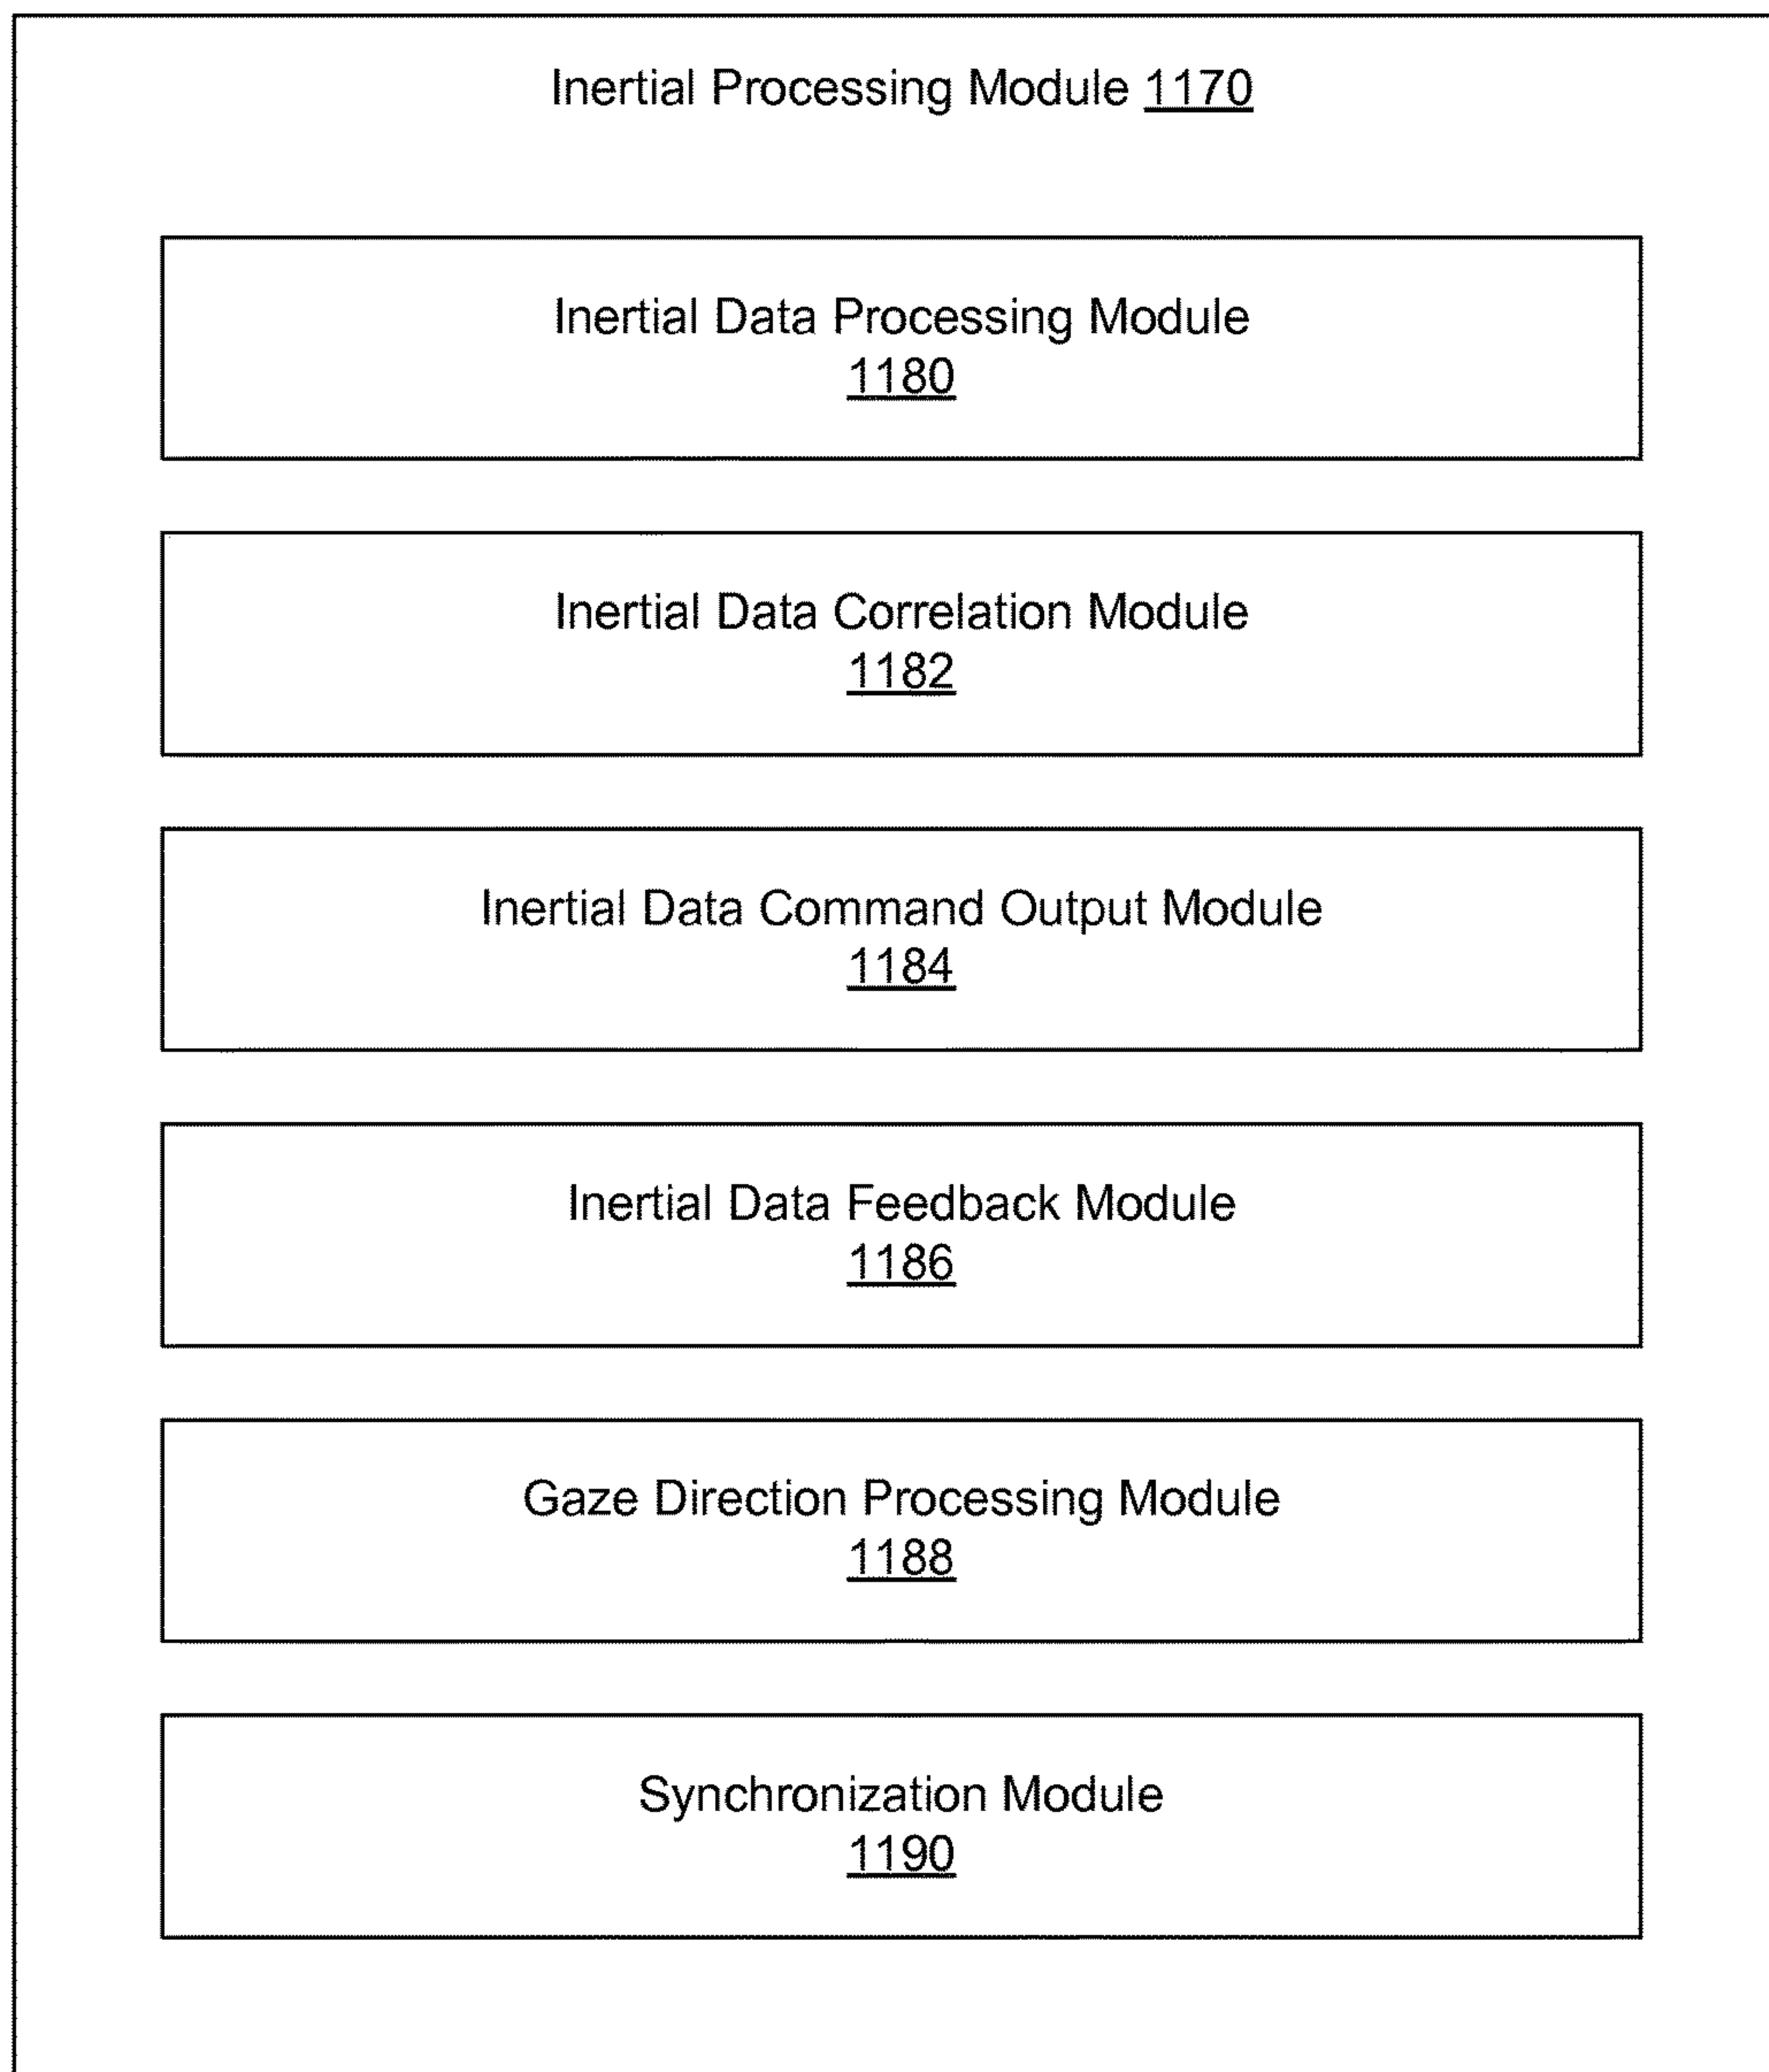 Inertial Processing Module 1170
Inertial Data Processing Module
1180
Inertial Data Correlation Module
1182
Inertial Data Command Output Module
1184
Inertial Data Feedback Module
1186
Gaze Direction Processing Module
1188
Synchronization Module
1190